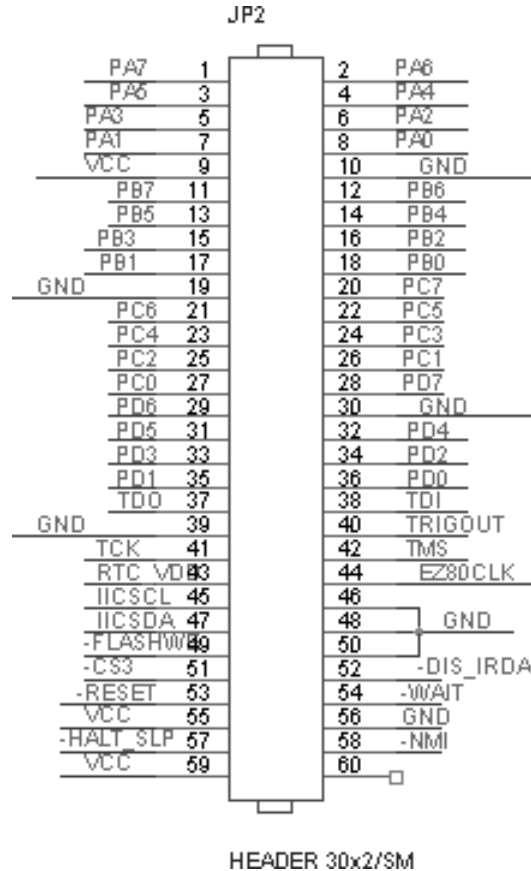 JP2
PA7 1 2 PA6
PA5 3 4 PA4
PA3 5 6 PA2
PA1 7 8 PA0
VCC 9 10 GND
PB7 11 12 PB6
PB5 13 14 PB4
PB3 15 16 PB2
PB1 17 18 PB0
GND 19 20 PC7
PC6 21 22 PC5
PC4 23 24 PC3
PC2 25 26 PC1
PC0 27 28 PD7
PD6 29 30 GND
PD5 31 32 PD4
PD3 33 34 PD2
PD1 35 36 PD0
TDO 37 38 TDI
GND 39 40 TRIGOUT
TCK 41 42 TMS
RTC_VDD 43 44 EZ80CLK
IICSCL 45 46
IICSDA 47 48 GND
-FLASHWE 49 50
-CS3 51 52 -DIS_IRDA
-RESET 53 54 -WAIT
VCC 55 56 GND
-HALT_SLP 57 58 -NMI
VCC 59 60
HEADER 30x2/SM